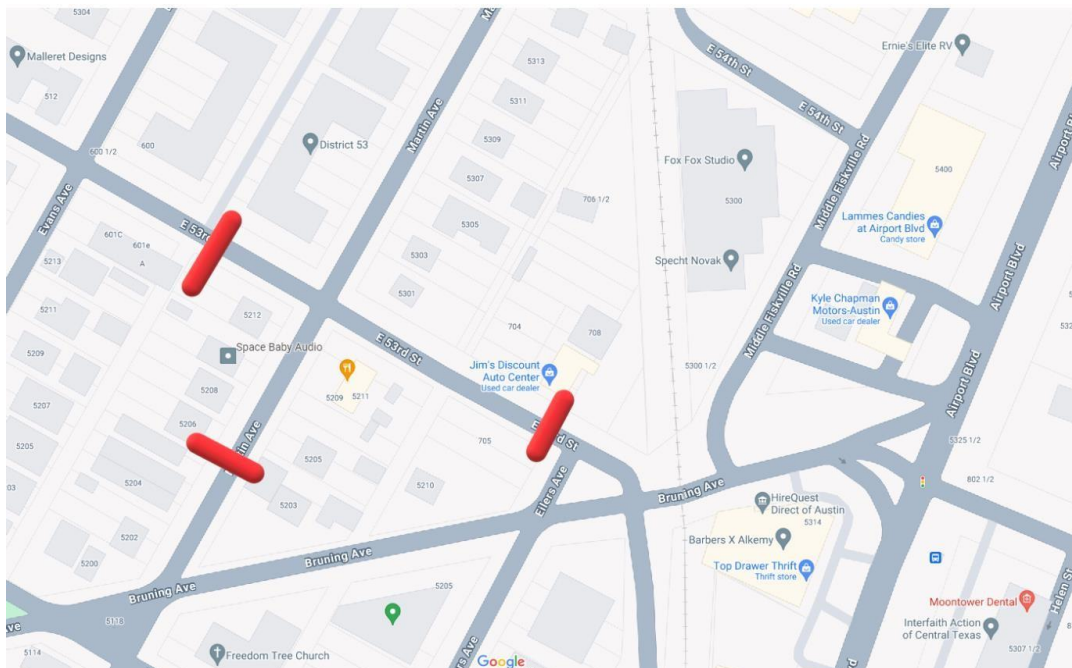 5304
Malleret Designs
512
600 1/2
600
District 53
Martin Ave
5313
5311
5309
5307
706 1/2
5305
5303
5301
704
708
E 54th St
E 54th St
Ernie's Elite RV
Fox Fox Studio
5300
5400
Airport
Middle Fiskville Rd
Lammes Candies
at Airport Blvd
Candy store
Specht Novak
Evans Ave
601C
601e
A
5213
5211
5212
Space Baby Audio
5209
5208
5207
5206
5205
5204
5203
5202
5200
E 53rd St
Jim's Discount
Auto Center
Used car dealer
5209
5211
5205
5210
705
Kyle Chapman
Motors-Austin
Used car dealer
Airport Blvd
Middle Fiskville Rd
5300 1/2
Airport Blvd
5325 1/2
802 1/2
Eilers Ave
Bruning Ave
HireQuest
Direct of Austin
5314
Barbers X Alkemy
Top Drawer Thrift
Thrift store
Bruning Ave
Bruning Ave
5205
5118
5114
Freedom Tree Church
Google
Moontower Dental
Interfaith Action
of Central Texas
5307 1/2
Helen St